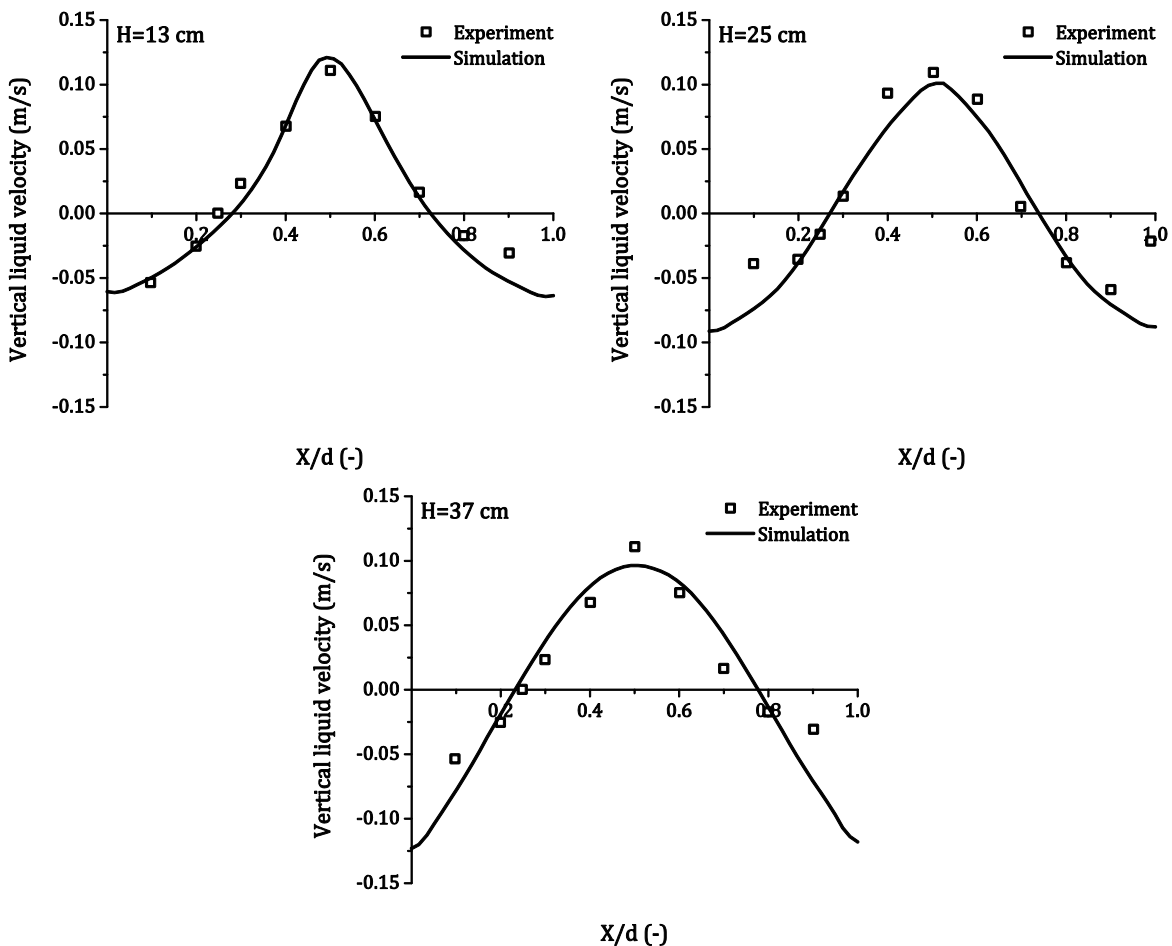 H=13 cm
Experiment
Simulation
Vertical liquid velocity (m/s)
0.15
0.10
0.05
0.00
-0.05
-0.10
-0.15
0.2 0.4 0.6 0.8 1.0
X/d (-)
H=25 cm
Experiment
Simulation
Vertical liquid velocity (m/s)
0.15
0.10
0.05
0.00
-0.05
-0.10
-0.15
0.2 0.4 0.6 0.8 1.0
X/d (-)
H=37 cm
Experiment
Simulation
Vertical liquid velocity (m/s)
0.15
0.10
0.05
0.00
-0.05
-0.10
-0.15
0.2 0.4 0.6 0.8 1.0
X/d (-)